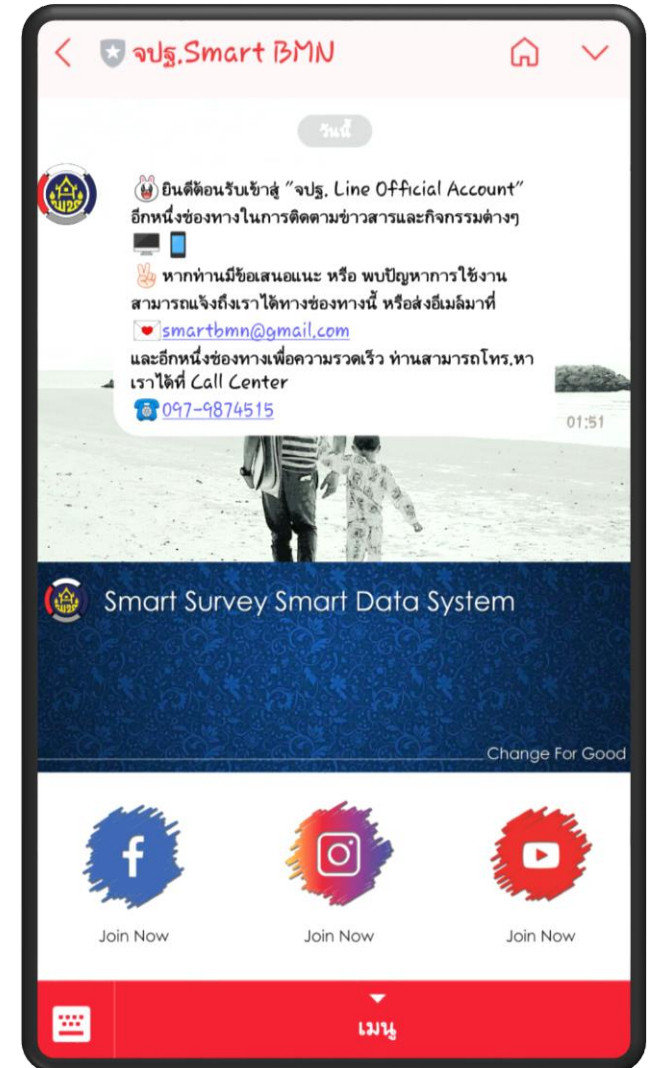 จปฐ.Smart BMN
วันนี้
ยินดีต้อนรับเข้าสู่ "จปฐ. Line Official Account"
อีกหนึ่งช่องทางในการติดตามข่าวสารและกิจกรรมต่างๆ
หากท่านมีข้อเสนอแนะ หรือ พบปัญหาการใช้งาน
สามารถแจ้งถึงเราได้ทางช่องทางนี้ หรือส่งอีเมล์มาที่
smartbmn@gmail.com
และอีกหนึ่งช่องทางเพื่อความรวดเร็ว ท่านสามารถโทร.หา
เราได้ที่ Call Center
097-9874515
01:51
Smart Survey Smart Data System
Change For Good
Join Now
Join Now
Join Now
เมนู